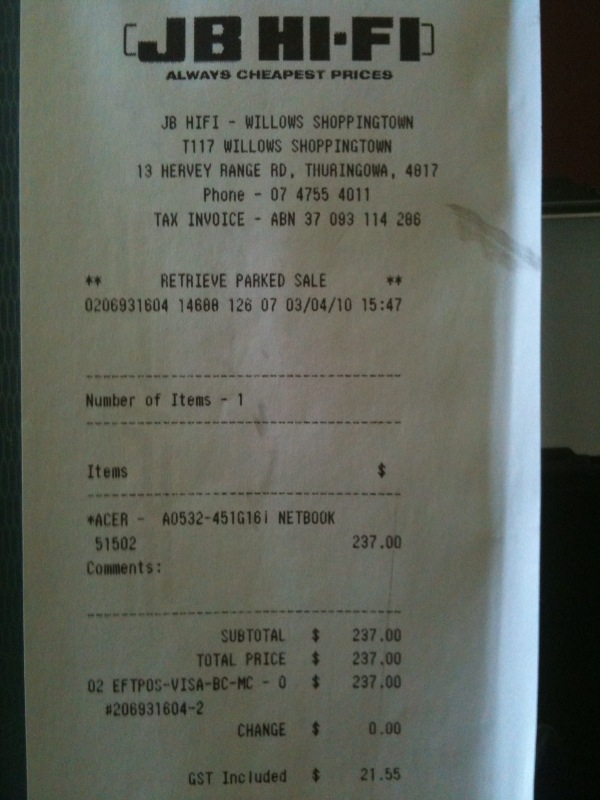 JB HI-FI
ALWAYS CHEAPEST PRICES
JB HIFI - WILLOWS SHOPPINGTOWN
T117 WILLOWS SHOPPINGTOWN
13 HERVEY RANGE RD, THURINGOWA, 4817
Phone - 07 4755 4011
TAX INVOICE - ABN 37 093 114 286
** RETRIEVE PARKED SALE **
0206931604 14688 126 07 03/04/10 15:47
Number of Items - 1
Items $
*ACER - AO532-451G16i NETBOOK
51502 237.00
Comments:
SUBTOTAL $ 237.00
TOTAL PRICE $ 237.00
02 EFTPOS-VISA-BC-MC - 0 $ 237.00
#206931604-2
CHANGE $ 0.00
GST Included $ 21.55